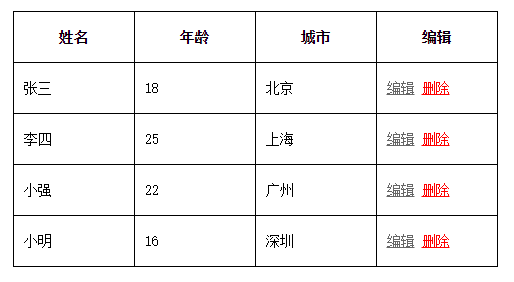 姓名 年龄 城市 编辑
张三 18 北京 编辑 删除
李四 25 上海 编辑 删除
小强 22 广州 编辑 删除
小明 16 深圳 编辑 删除